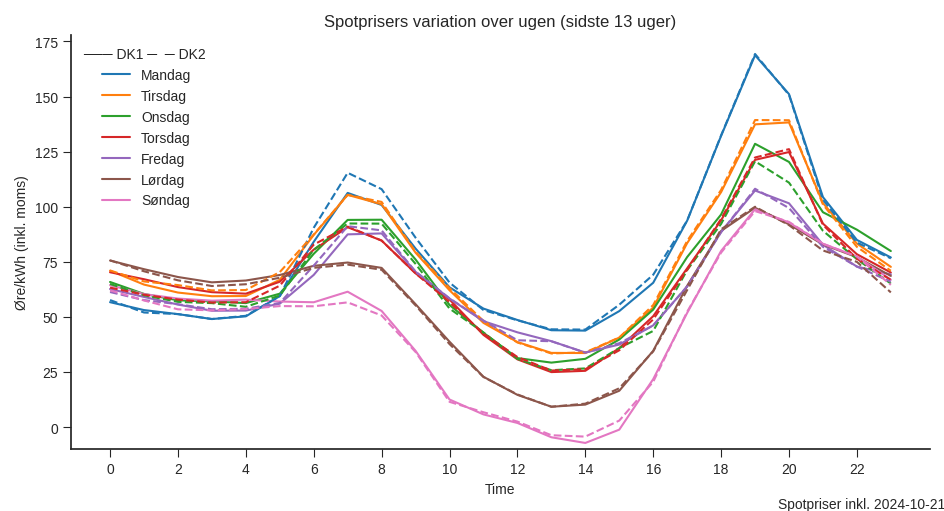 Spotprisers variation over ugen (sidste 13 uger)
DK1 DK2
Mandag
Tirsdag
Onsdag
Torsdag
Fredag
Lørdag
Søndag
Øre/kWh (inkl. moms)
175
150
125
100
75
50
25
0
0 2 4 6 8 10 12 14 16 18 20 22
Time
Spotpriser inkl. 2024-10-21